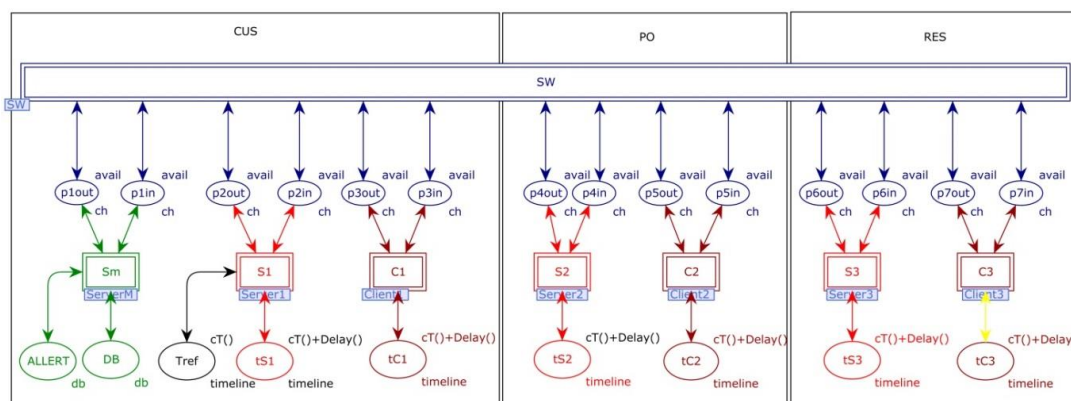 CUS PO RES
SW
SW
avail avail avail avail avail avail avail avail avail avail avail avail avail avail
p1out p1in p2out p2in p3out p3in p4out p4in p5out p5in p6out p6in p7out p7in
ch ch ch ch ch ch ch ch ch ch ch ch ch ch
Sm S1 C1 S2 C2 S3 C3
ServerM Server1 Client1 Server2 Client2 Server3 Client3
cT() cT()+Delay() cT()+Delay() cT()+Delay() cT()+Delay() cT()+Delay() cT()+Delay()
ALLERT DB Tref tS1 tC1 tS2 tC2 tS3 tC3
db db timeline timeline timeline timeline timeline timeline timeline